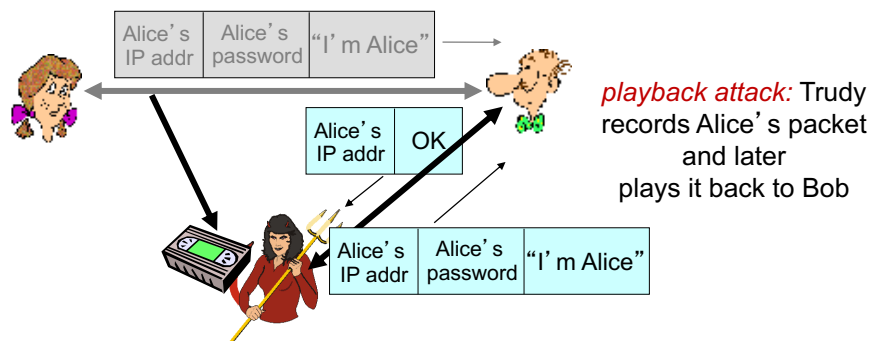 Alice’s
IP addr
Alice’s
password
“I’m Alice”
Alice’s
IP addr
OK
playback attack: Trudy
records Alice’s packet
and later
plays it back to Bob
Alice’s
IP addr
Alice’s
password
“I’m Alice”